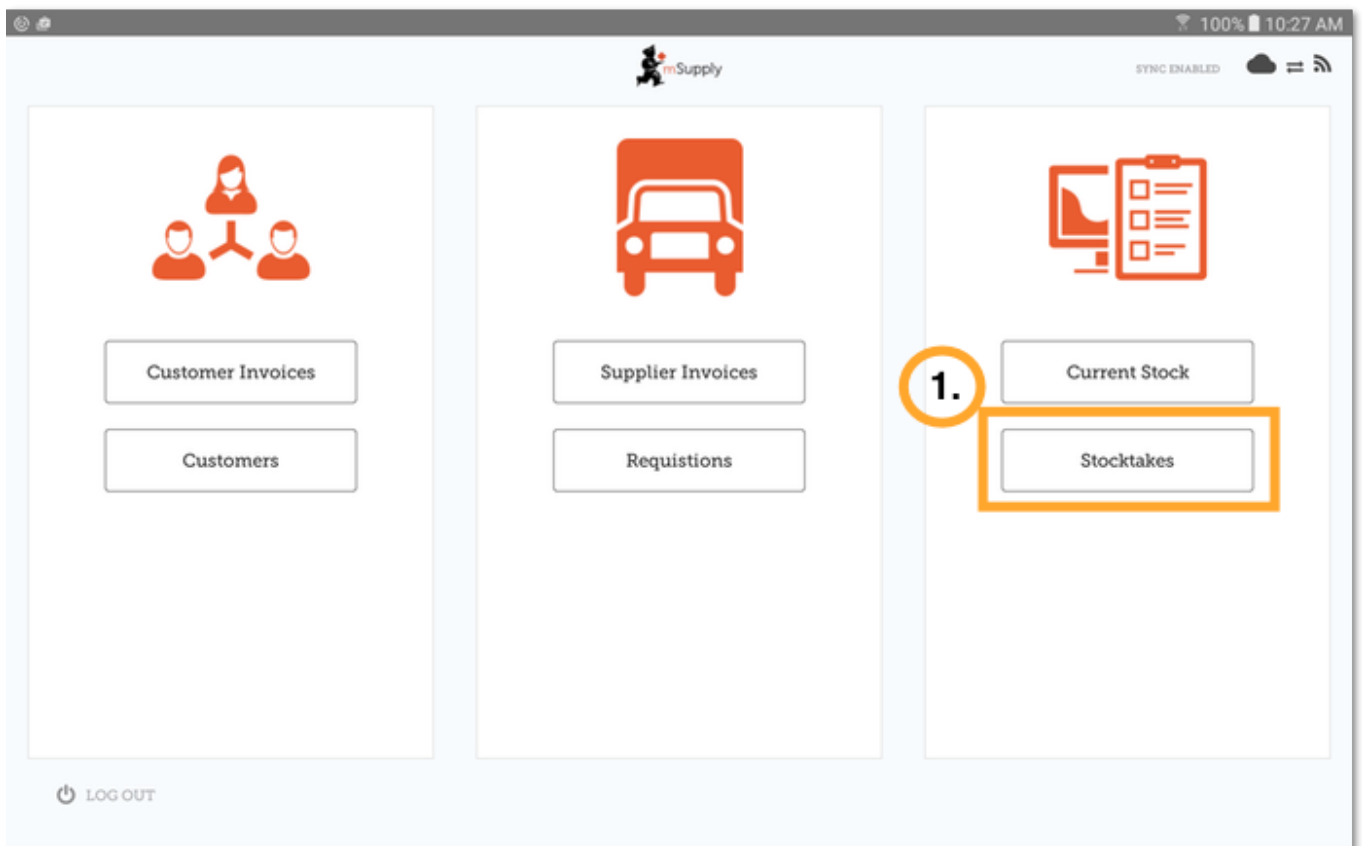 100% 10:27 AM
mSupply
SYNC ENABLED
Customer Invoices
Customers
Supplier Invoices
Requistions
1.
Current Stock
Stocktakes
LOG OUT